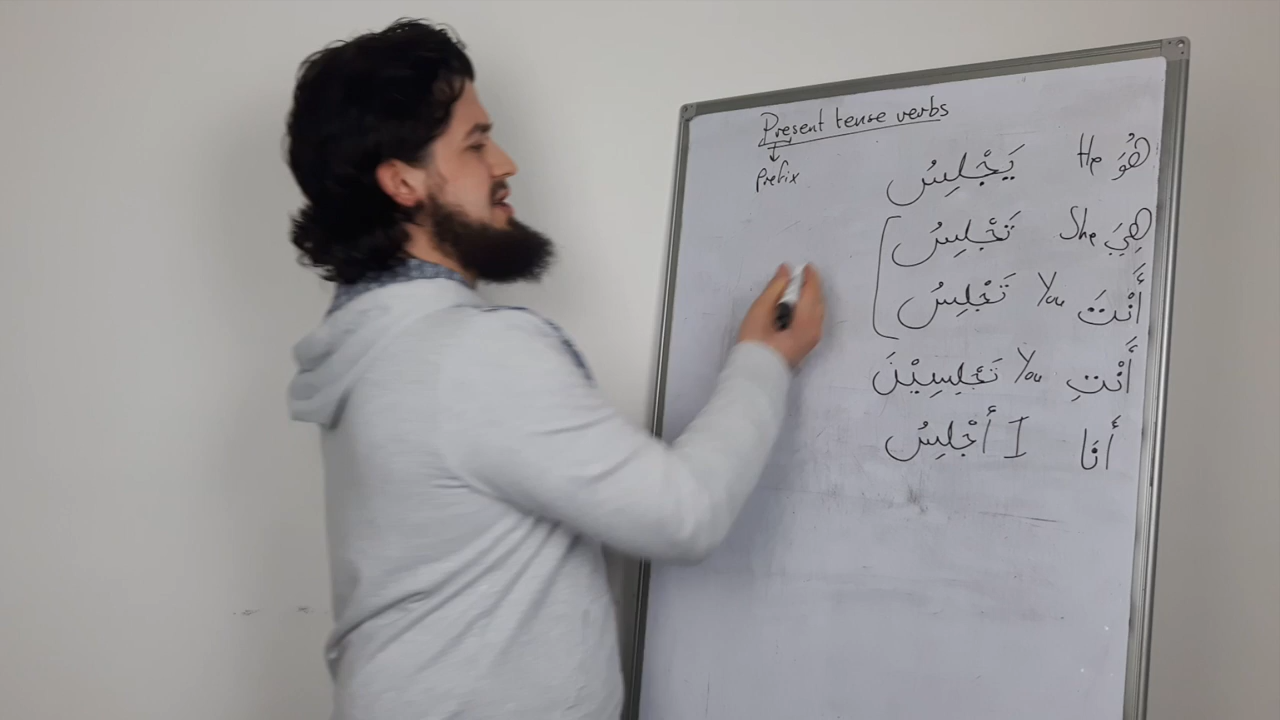 Present tense verbs
Prefix
هُوَ He يَجْلِسُ
هِيَ She تَجْلِسُ
أَنْتَ You تَجْلِسُ
أَنْتِ You تَجْلِسِيْنَ
أَنَا I أَجْلِسُ